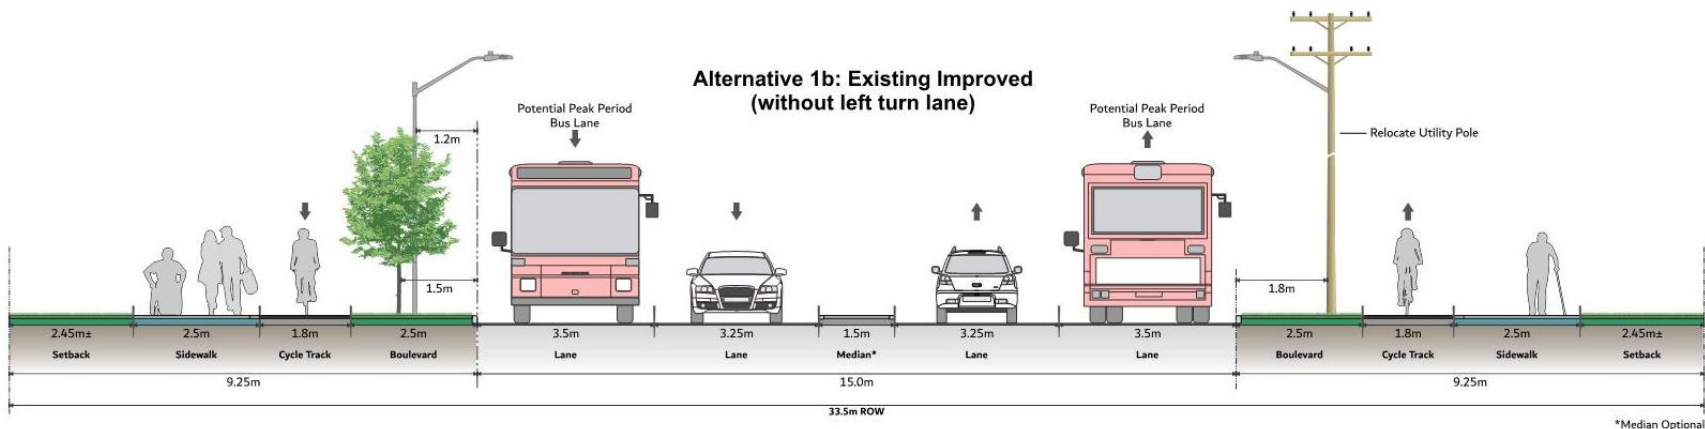 Alternative 1b: Existing Improved
(without left turn lane)
Potential Peak Period
Bus Lane
Potential Peak Period
Bus Lane
Relocate Utility Pole
1.2m
1.5m
1.8m
2.45m± 2.5m 1.8m 2.5m 3.5m 3.25m 1.5m 3.25m 3.5m 2.5m 1.8m 2.5m 2.45m±
Setback Sidewalk Cycle Track Boulevard Lane Lane Median* Lane Lane Boulevard Cycle Track Sidewalk Setback
9.25m 15.0m 9.25m
33.5m ROW
*Median Optional